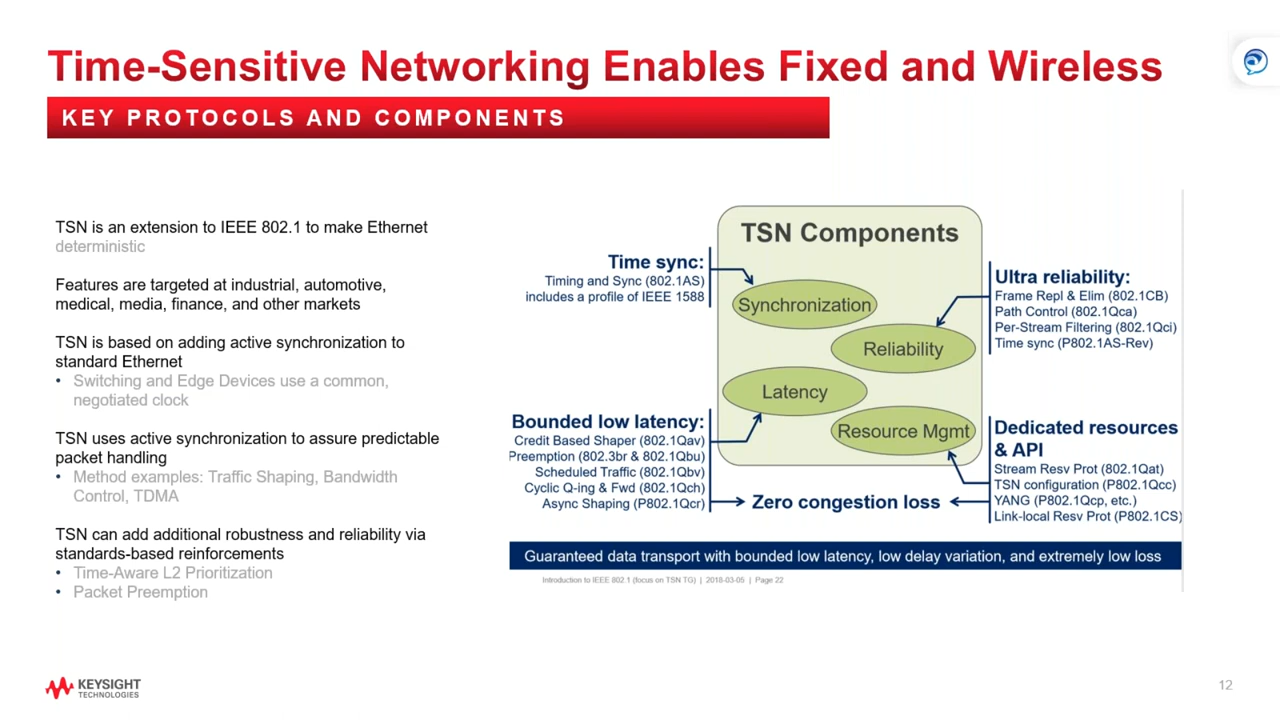 Time-Sensitive Networking Enables Fixed and Wireless
KEY PROTOCOLS AND COMPONENTS
TSN is an extension to IEEE 802.1 to make Ethernet
deterministic
Features are targeted at industrial, automotive,
medical, media, finance, and other markets
TSN is based on adding active synchronization to
standard Ethernet
• Switching and Edge Devices use a common,
negotiated clock
TSN uses active synchronization to assure predictable
packet handling
• Method examples: Traffic Shaping, Bandwidth
Control, TDMA
TSN can add additional robustness and reliability via
standards-based reinforcements
• Time-Aware L2 Prioritization
• Packet Preemption
TSN Components
Time sync:
Timing and Sync (802.1AS)
includes a profile of IEEE 1588
Synchronization
Reliability
Latency
Resource Mgmt
Ultra reliability:
Frame Repl & Elim (802.1CB)
Path Control (802.1Qca)
Per-Stream Filtering (802.1Qci)
Time sync (P802.1AS-Rev)
Bounded low latency:
Credit Based Shaper (802.1Qav)
Preemption (802.3br & 802.1Qbu)
Scheduled Traffic (802.1Qbv)
Cyclic Q-ing & Fwd (802.1Qch)
Async Shaping (P802.1Qcr)
Zero congestion loss
Dedicated resources
& API
Stream Resv Prot (802.1Qat)
TSN configuration (P802.1Qcc)
YANG (P802.1Qcp, etc.)
Link-local Resv Prot (P802.1CS)
Guaranteed data transport with bounded low latency, low delay variation, and extremely low loss
Introduction to IEEE 802.1 (focus on TSN TG) | 2018-03-05 | Page 22
KEYSIGHT
TECHNOLOGIES
12